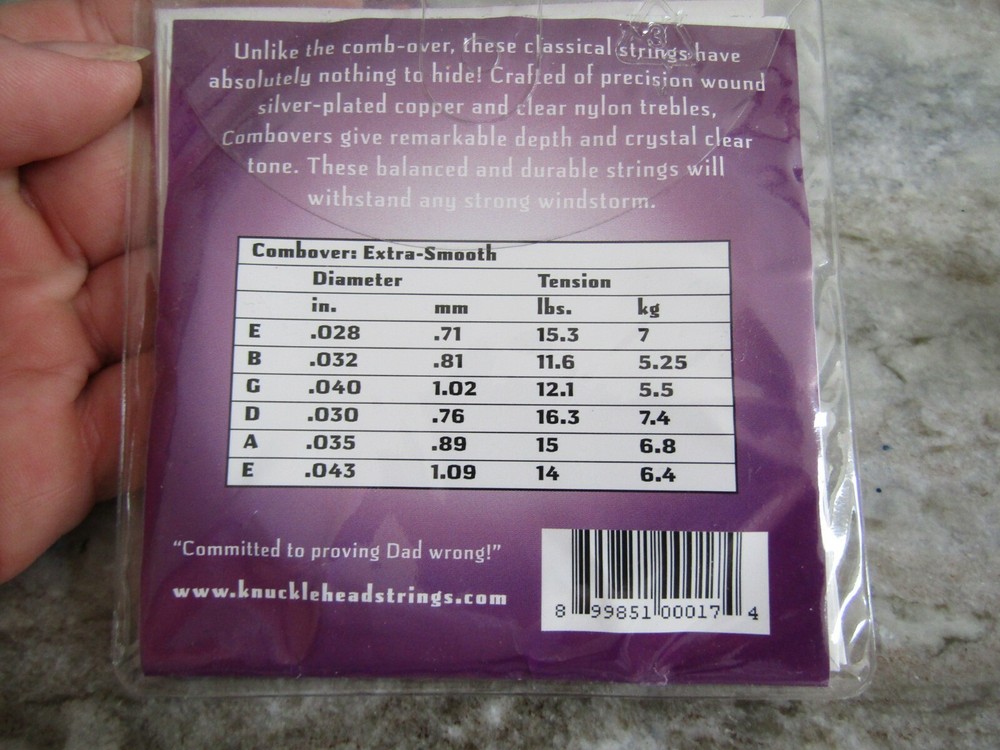 Unlike the comb-over, these classical strings have
absolutely nothing to hide! Crafted of precision wound
silver-plated copper and clear nylon trebles,
Combovers give remarkable depth and crystal clear
tone. These balanced and durable strings will
withstand any strong windstorm.
Combover: Extra-Smooth
Diameter Tension
in. mm lbs. kg
E .028 .71 15.3 7
B .032 .81 11.6 5.25
G .040 1.02 12.1 5.5
D .030 .76 16.3 7.4
A .035 .89 15 6.8
E .043 1.09 14 6.4
“Committed to proving Dad wrong!”
www.knuckleheadstrings.com
8 99851 00017 4